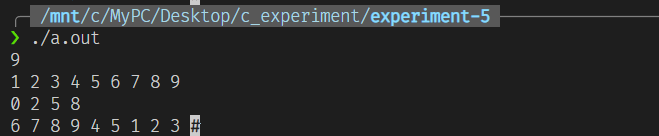 /mnt/c/MyPC/Desktop/c_experiment/experiment-5
❯ ./a.out
9
1 2 3 4 5 6 7 8 9
0 2 5 8
6 7 8 9 4 5 1 2 3 #